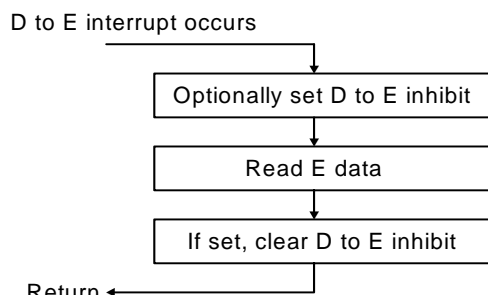 D to E interrupt occurs
Optionally set D to E inhibit
Read E data
If set, clear D to E inhibit
Return